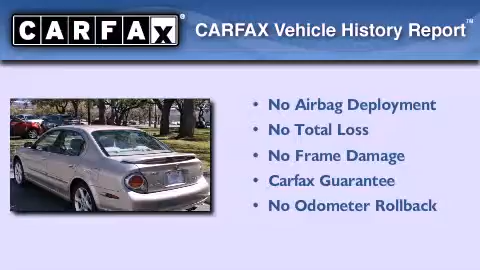 CARFAX® CARFAX Vehicle History Report™
• No Airbag Deployment
• No Total Loss
• No Frame Damage
• Carfax Guarantee
• No Odometer Rollback